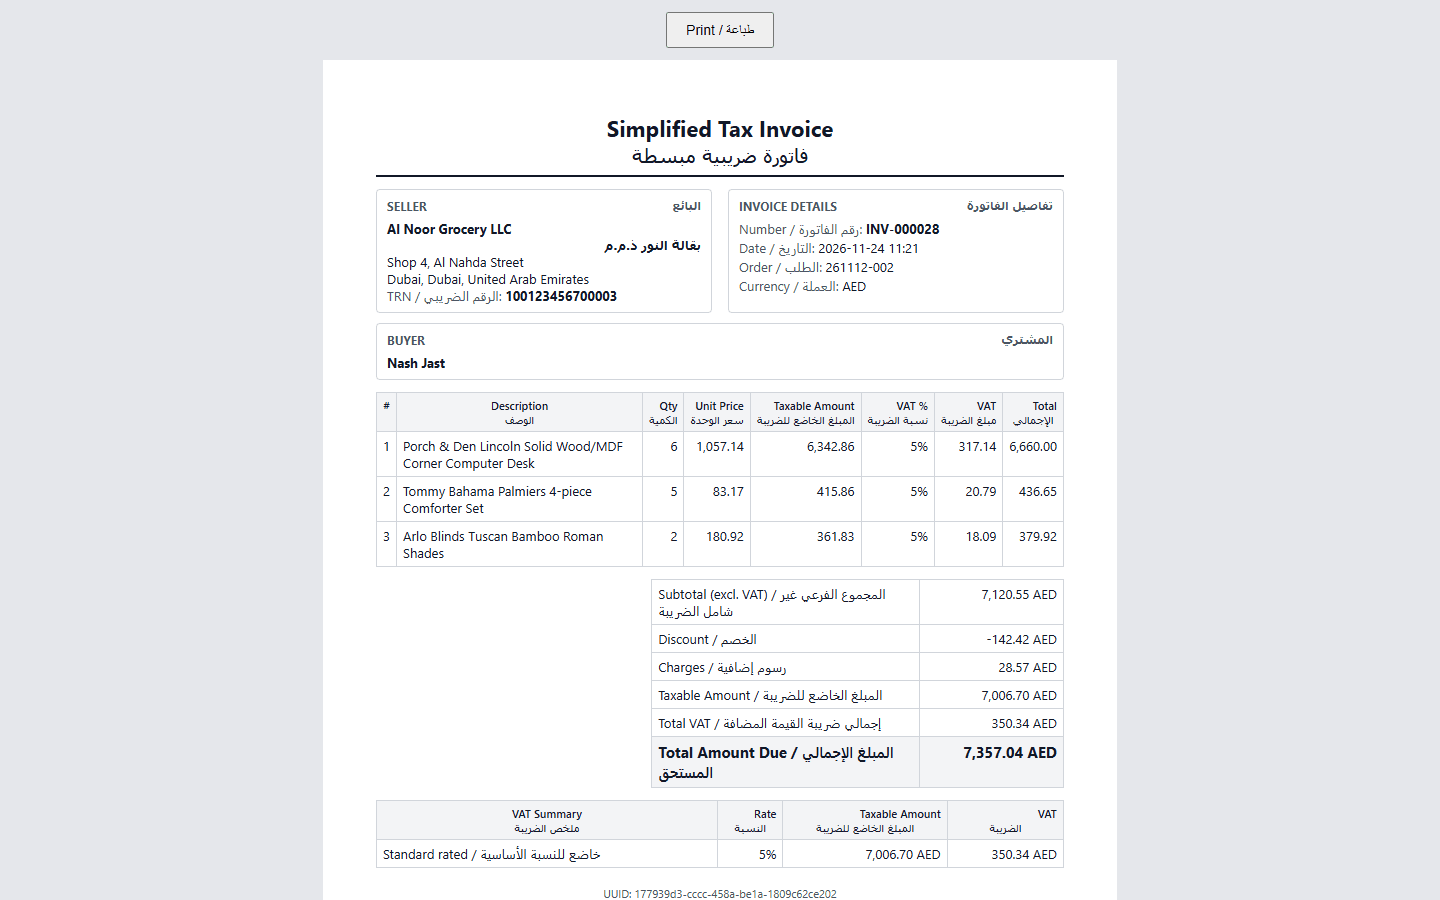 Print / طباعة
Simplified Tax Invoice
فاتورة ضريبية مبسطة
SELLER البائع
Al Noor Grocery LLC
بقالة النور ذ.م.م
Shop 4, Al Nahda Street
Dubai, Dubai, United Arab Emirates
TRN / الرقم الضريبي: 100123456700003
INVOICE DETAILS تفاصيل الفاتورة
Number / رقم الفاتورة: INV-000028
Date / التاريخ: 2026-11-24 11:21
Order / الطلب: 261112-002
Currency / العملة: AED
BUYER المشتري
Nash Jast
# Description Qty Unit Price Taxable Amount VAT % VAT Total
الوصف الكمية سعر الوحدة المبلغ الخاضع للضريبة نسبة الضريبة مبلغ الضريبة الإجمالي
1 Porch & Den Lincoln Solid Wood/MDF 6 1,057.14 6,342.86 5% 317.14 6,660.00
Corner Computer Desk
2 Tommy Bahama Palmiers 4-piece 5 83.17 415.86 5% 20.79 436.65
Comforter Set
3 Arlo Blinds Tuscan Bamboo Roman 2 180.92 361.83 5% 18.09 379.92
Shades
Subtotal (excl. VAT) / المجموع الفرعي غير 7,120.55 AED
شامل الضريبة
Discount / الخصم -142.42 AED
Charges / رسوم إضافية 28.57 AED
Taxable Amount / المبلغ الخاضع للضريبة 7,006.70 AED
Total VAT / إجمالي ضريبة القيمة المضافة 350.34 AED
Total Amount Due / المبلغ الإجمالي 7,357.04 AED
المستحق
VAT Summary Rate Taxable Amount VAT
ملخص الضريبة النسبة المبلغ الخاضع للضريبة الضريبة
Standard rated / خاضع للنسبة الأساسية 5% 7,006.70 AED 350.34 AED
UUID: 177939d3-cccc-458a-be1a-1809c62ce202